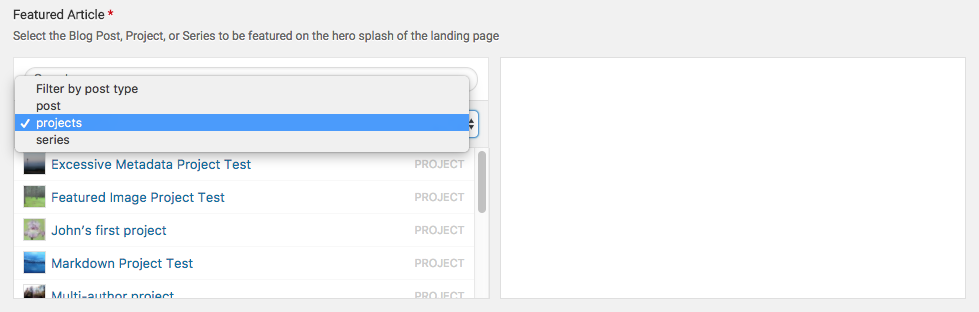 Featured Article *
Select the Blog Post, Project, or Series to be featured on the hero splash of the landing page
Filter by post type
post
✓ projects
series
Excessive Metadata Project Test PROJECT
Featured Image Project Test PROJECT
John's first project PROJECT
Markdown Project Test PROJECT
Multi-author project PROJECT